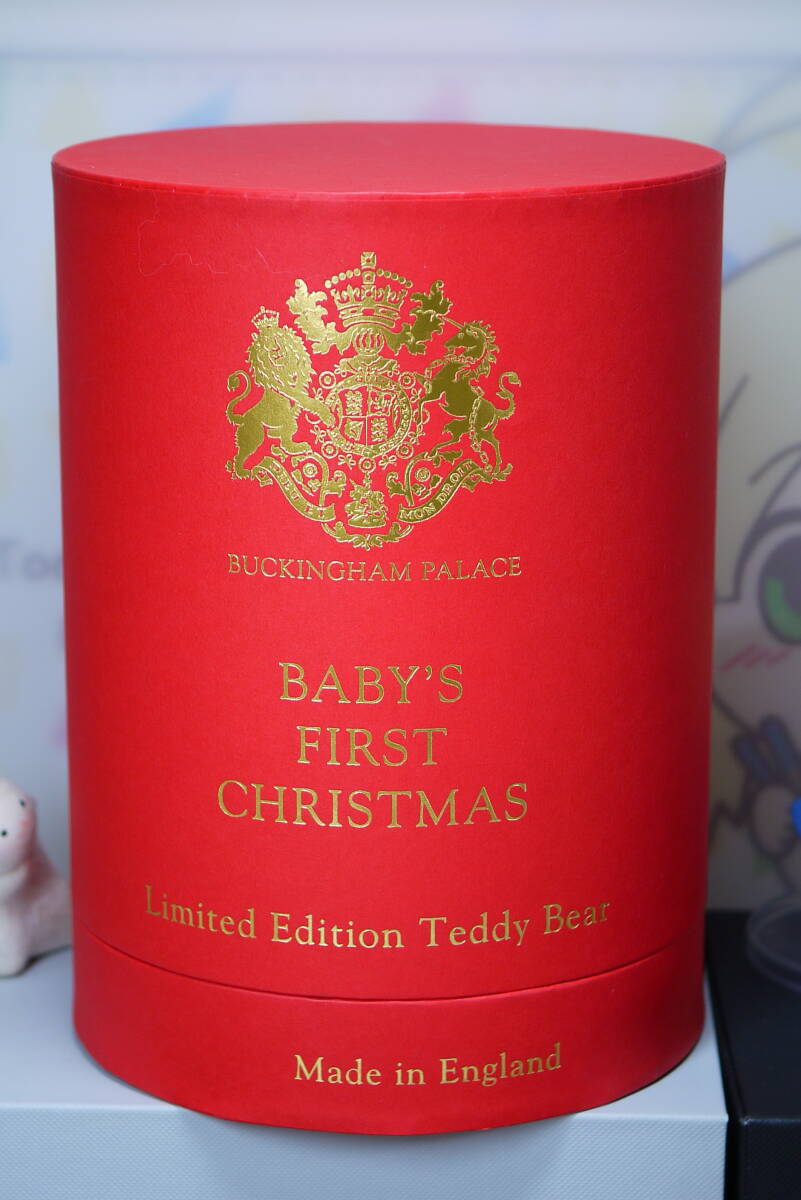 MON DROIT
BUCKINGHAM PALACE
BABY'S
FIRST
CHRISTMAS
Limited Edition Teddy Bear
Made in England